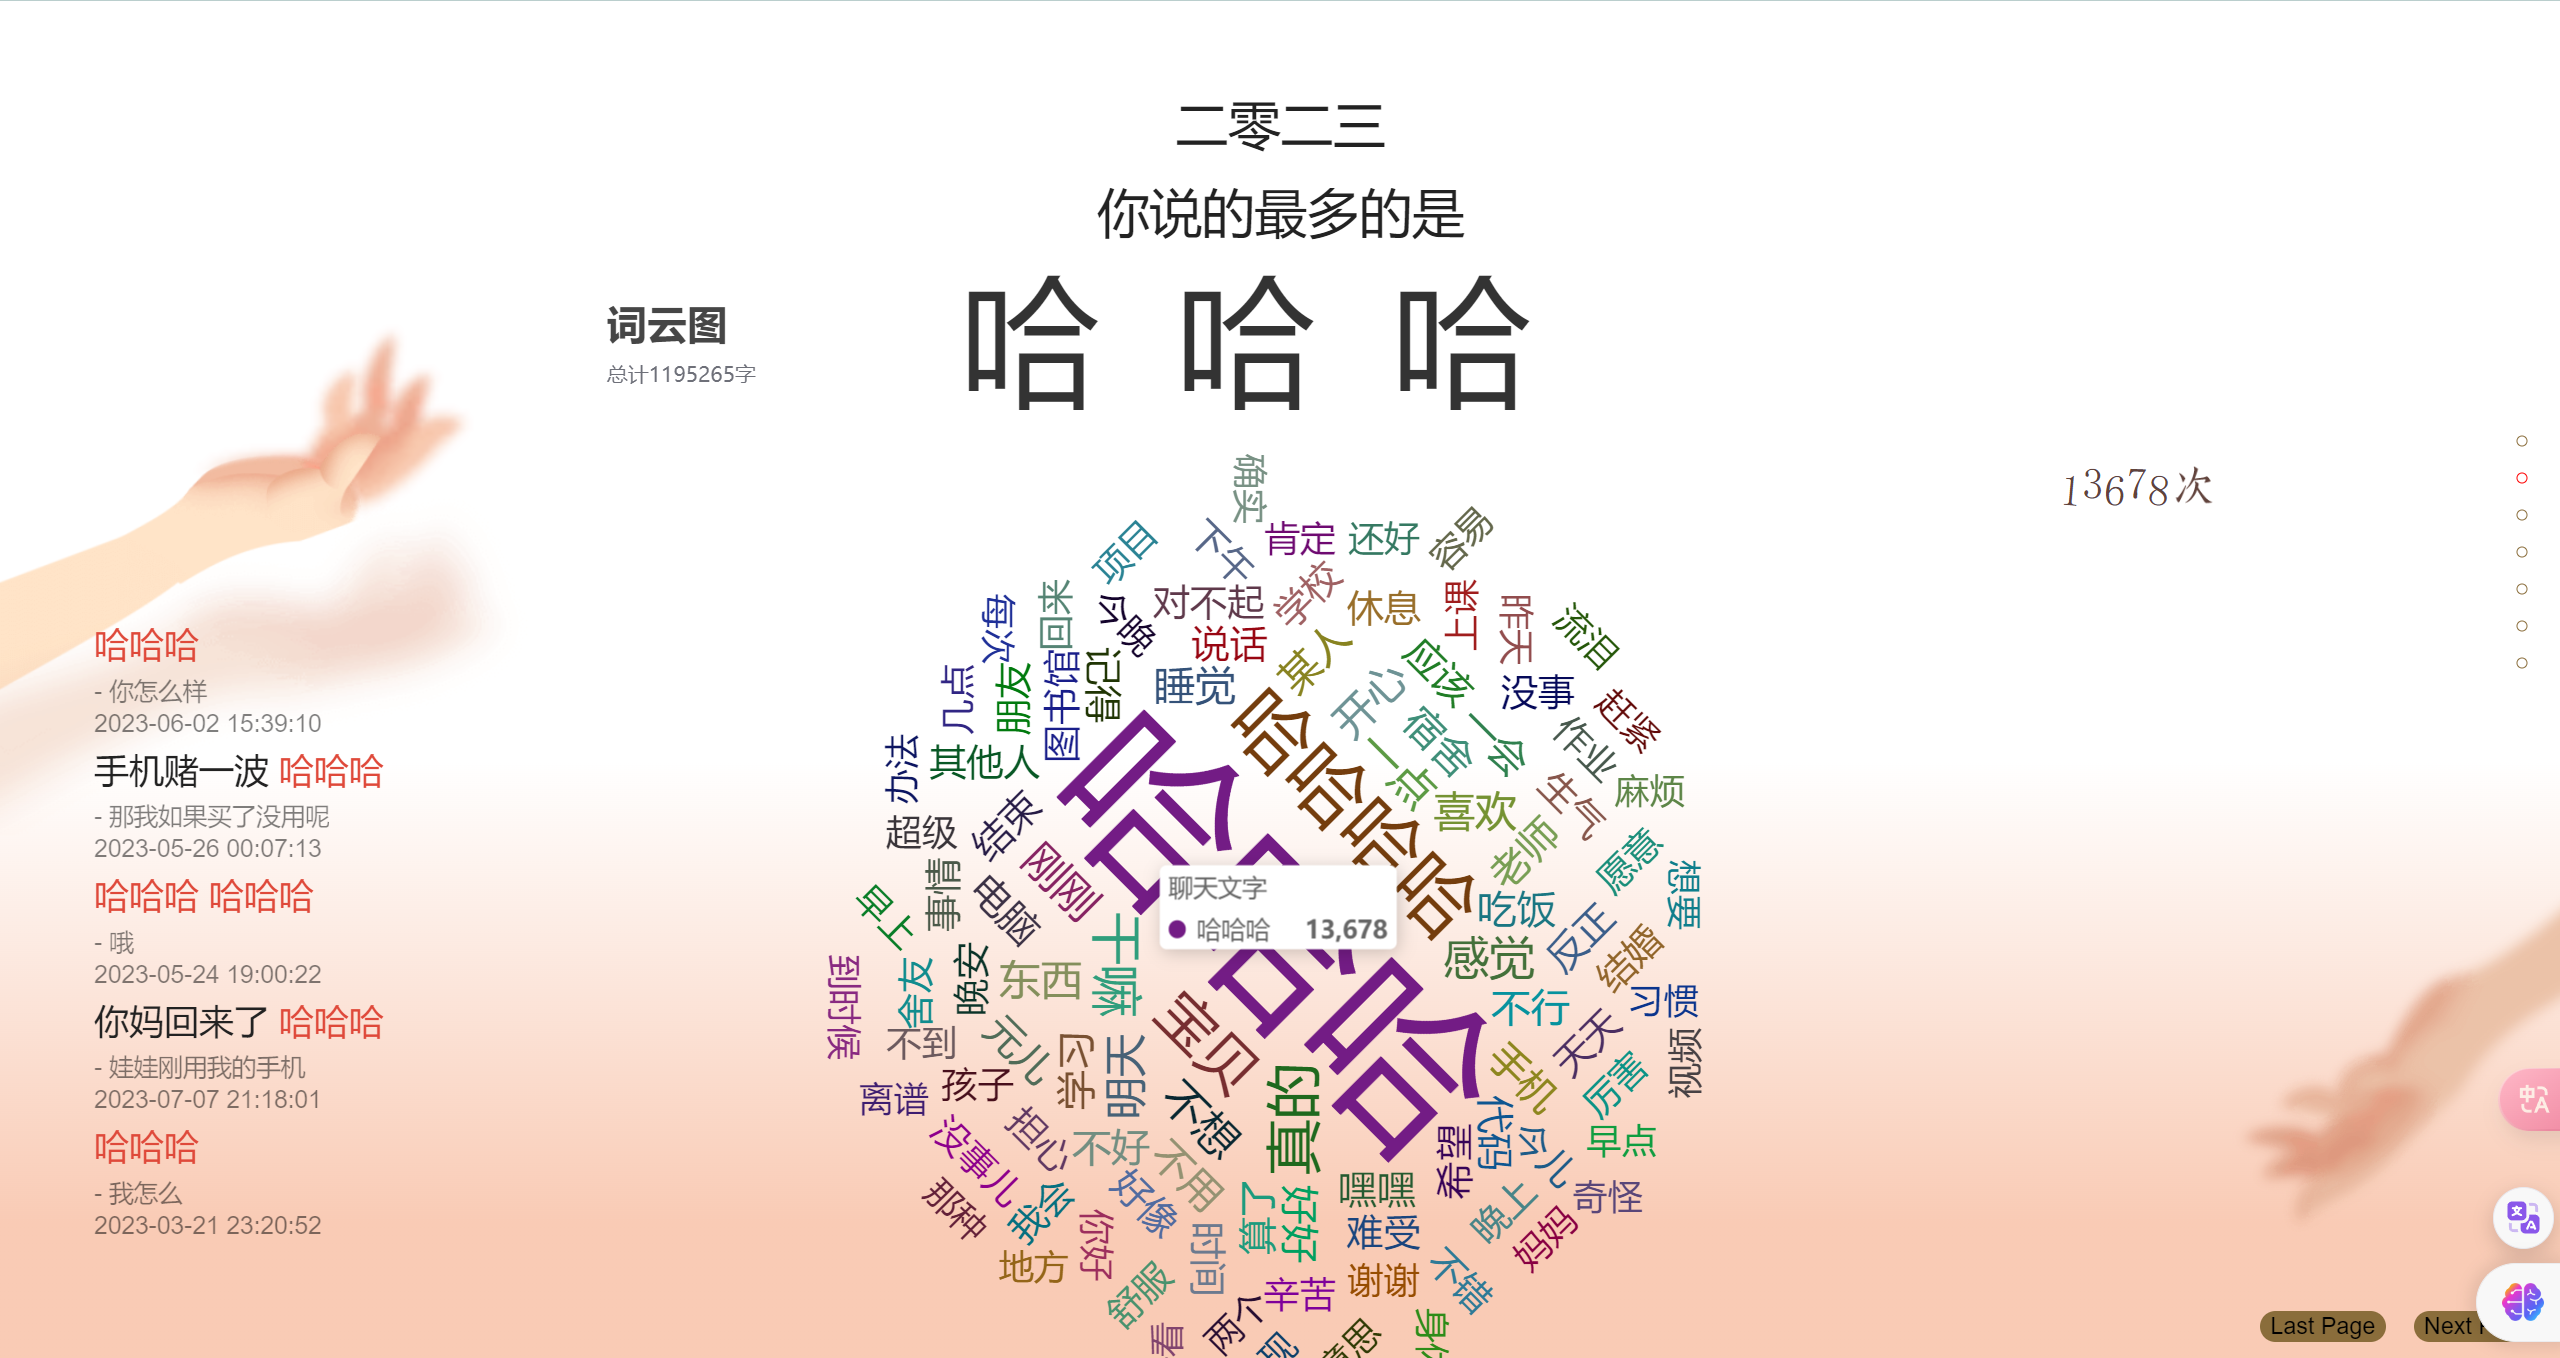 二零二三
你说的最多的是
哈 哈 哈
词云图
总计1195265字
13678次
哈哈哈
- 你怎么样
2023-06-02 15:39:10
手机赌一波 哈哈哈
- 那我如果买了没用呢
2023-05-26 00:07:13
哈哈哈 哈哈哈
- 哦
2023-05-24 19:00:22
你妈回来了 哈哈哈
- 娃娃刚用我的手机
2023-07-07 21:18:01
哈哈哈
- 我怎么
2023-03-21 23:20:52
确实
肯定
还好
容易
项目
下午
学校
每次
回来
今晚
对不起
休息
上课
昨天
流泪
说话
某人
应该
几点
朋友
图书馆
记得
睡觉
开心
没事
赶紧
宿舍
一会
作业
办法
其他人
哈哈哈
哈哈哈哈
一点
喜欢
生气
麻烦
超级
结束
刚刚
老师
愿意
想要
早上
事情
电脑
聊天文字
哈哈哈 13,678
吃饭
反正
结婚
到时候
舍友
晚安
东西
博士
感觉
不行
习惯
不到
元儿
学习
明天
宝贝
手机
天天
视频
离谱
孩子
不想
真的
代码
厉害
没事儿
担心
不好
不用
希望
今儿
早点
那种
我会
好像
算了
好好
嘿嘿
晚上
奇怪
你好
时间
难受
妈妈
地方
舒服
辛苦
谢谢
不错
两个
Last Page
Next